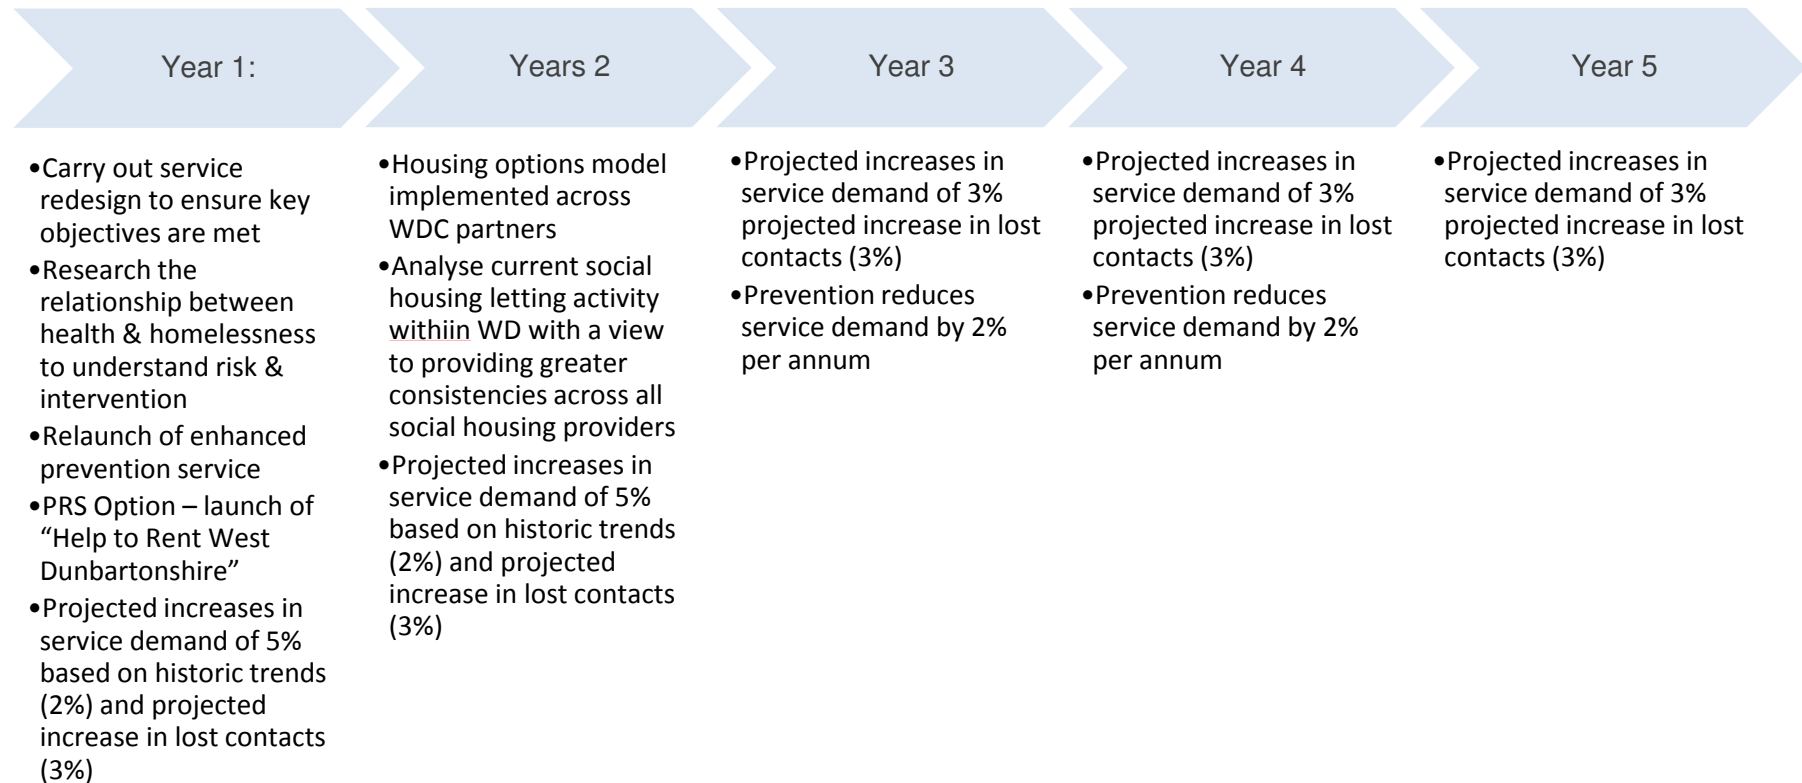 Year 1:
Years 2
Year 3
Year 4
Year 5
•Carry out service
redesign to ensure key
objectives are met
•Research the
relationship between
health & homelessness
to understand risk &
intervention
•Relaunch of enhanced
prevention service
•PRS Option – launch of
“Help to Rent West
Dunbartonshire”
•Projected increases in
service demand of 5%
based on historic trends
(2%) and projected
increase in lost contacts
(3%)
•Housing options model
implemented across
WDC partners
•Analyse current social
housing letting activity
withiin WD with a view
to providing greater
consistencies across all
social housing providers
•Projected increases in
service demand of 5%
based on historic trends
(2%) and projected
increase in lost contacts
(3%)
•Projected increases in
service demand of 3%
projected increase in lost
contacts (3%)
•Prevention reduces
service demand by 2%
per annum
•Projected increases in
service demand of 3%
projected increase in lost
contacts (3%)
•Prevention reduces
service demand by 2%
per annum
•Projected increases in
service demand of 3%
projected increase in lost
contacts (3%)